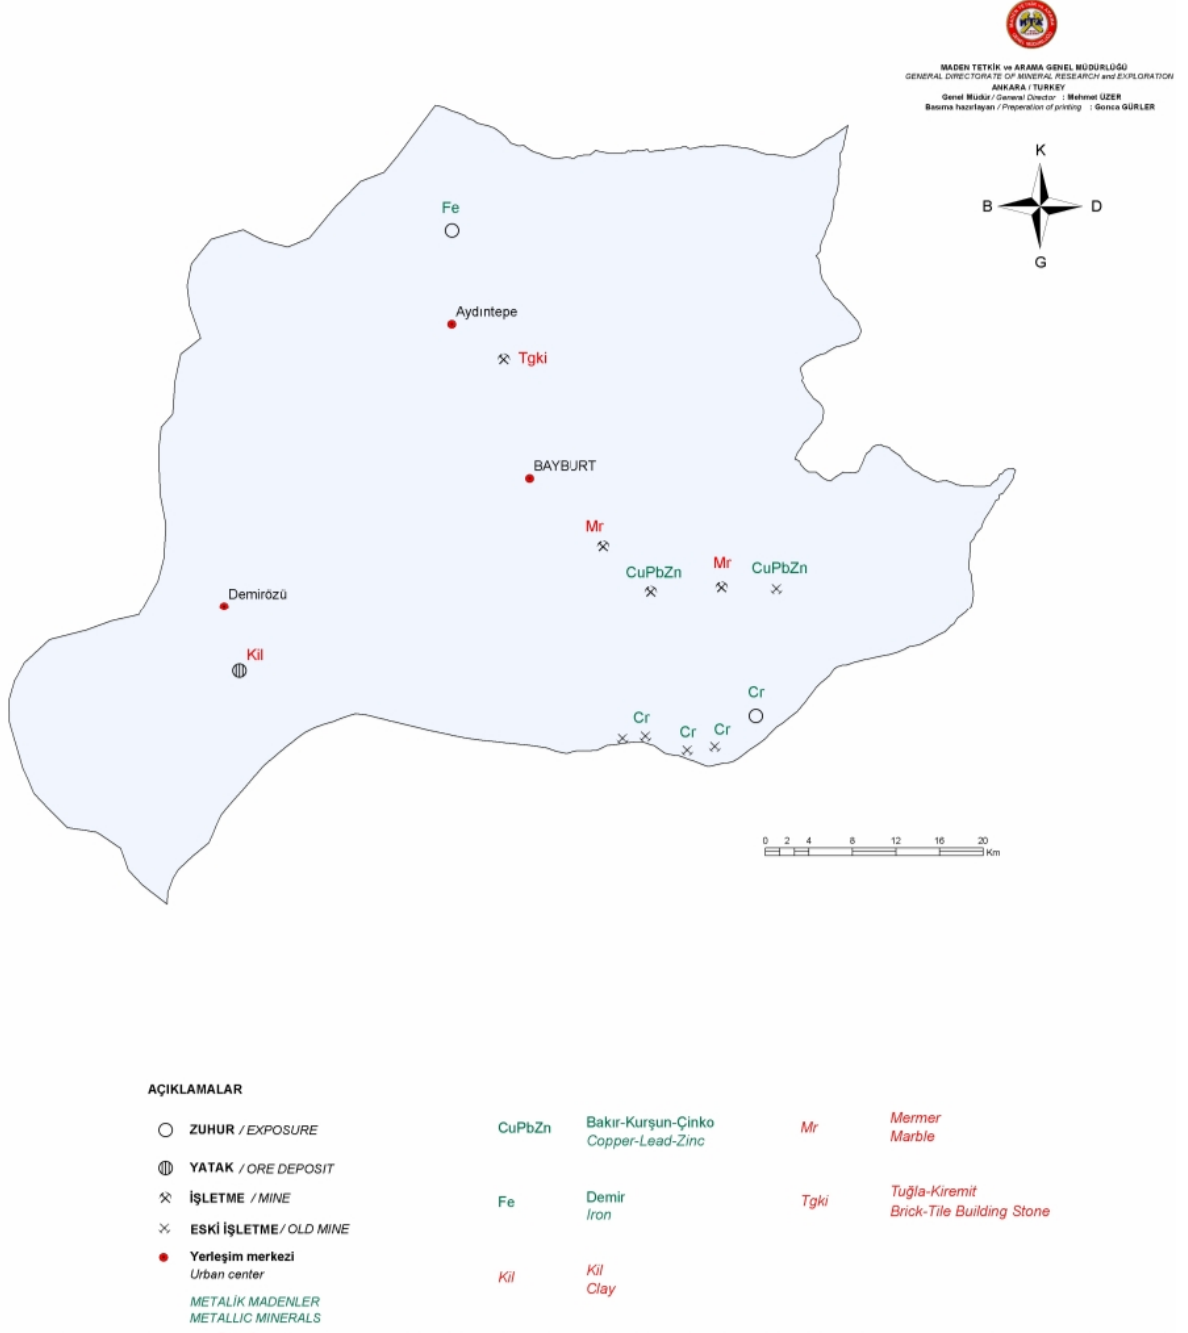 MTA
MADEN TETKİK ve ARAMA GENEL MÜDÜRLÜĞÜ
GENERAL DIRECTORATE OF MINERAL RESEARCH and EXPLORATION
ANKARA / TURKEY
Genel Müdür / General Director : Mehmet ÜZER
Basıma hazırlayan / Preperation of printing : Gonca GÜRLER
K
B D
G
Fe
Aydıntepe
Tgki
BAYBURT
Mr
CuPbZn
Mr
CuPbZn
Demirözü
Kil
Cr
Cr
Cr
Cr
0 2 4 8 12 16 20
Km
AÇIKLAMALAR
ZUHUR / EXPOSURE
YATAK / ORE DEPOSIT
İŞLETME / MINE
ESKİ İŞLETME / OLD MINE
Yerleşim merkezi
Urban center
METALİK MADENLER
METALLIC MINERALS
CuPbZn
Bakır-Kurşun-Çinko
Copper-Lead-Zinc
Fe
Demir
Iron
Kil
Kil
Clay
Mr
Mermer
Marble
Tgki
Tuğla-Kiremit
Brick-Tile Building Stone